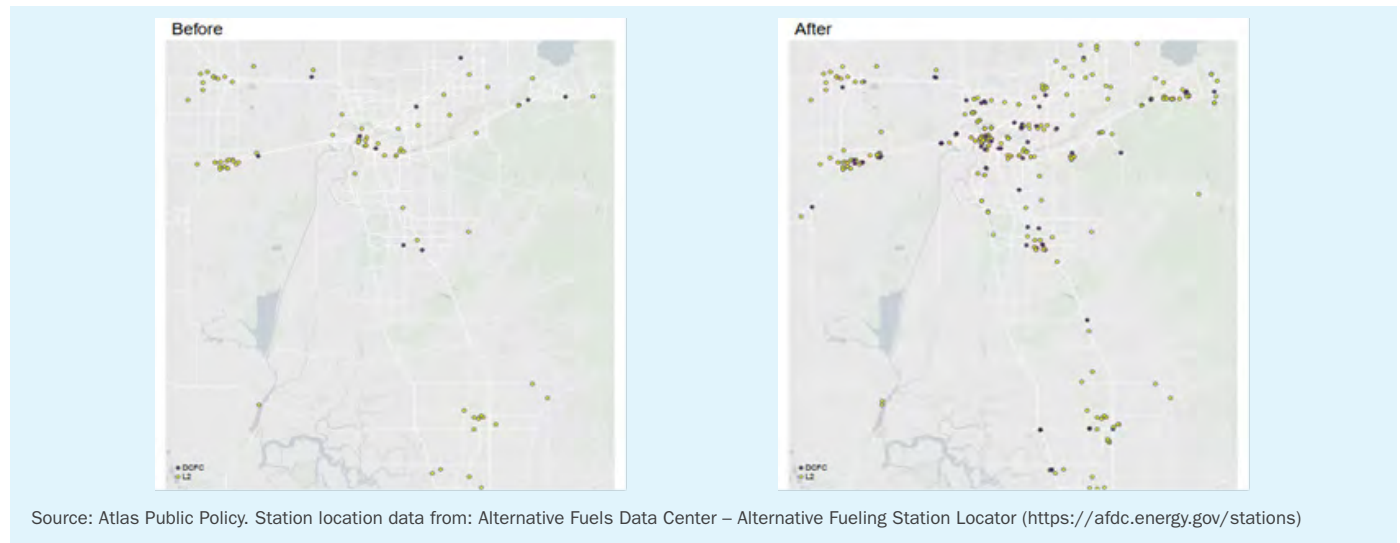 Before
After
DCFC
L2
DCFC
L2
Source: Atlas Public Policy. Station location data from: Alternative Fuels Data Center – Alternative Fueling Station Locator (https://afdc.energy.gov/stations)